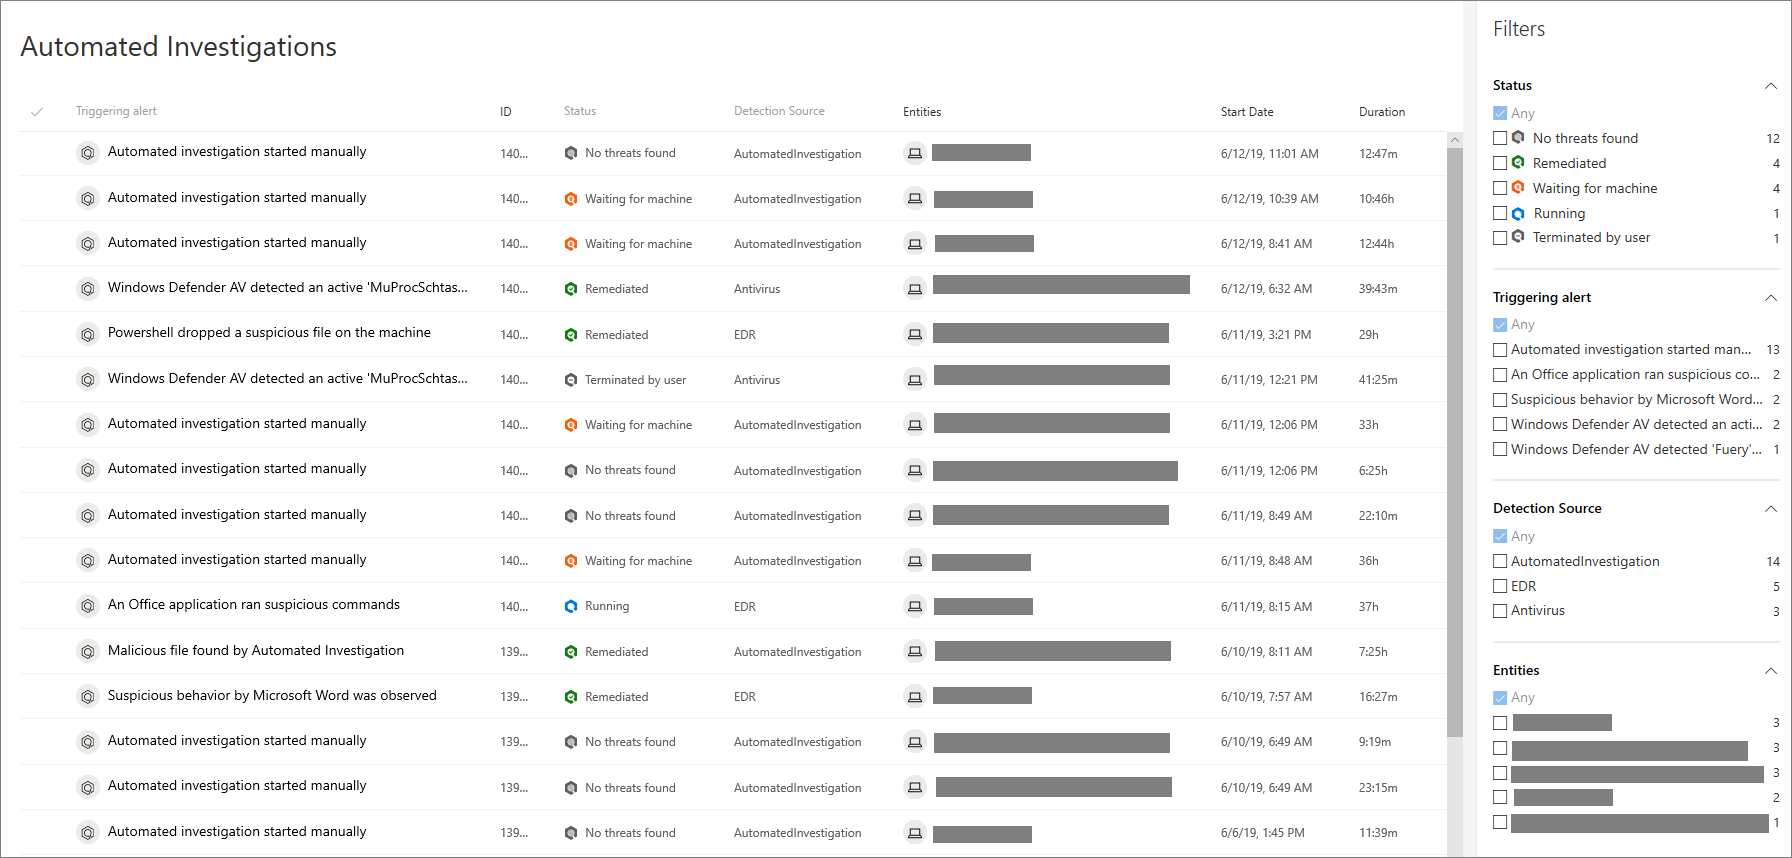 Automated Investigations
Triggering alert ID Status Detection Source Entities Start Date Duration
Automated investigation started manually 140... No threats found AutomatedInvestigation 6/12/19, 11:01 AM 12:47m
Automated investigation started manually 140... Waiting for machine AutomatedInvestigation 6/12/19, 10:39 AM 10:46h
Automated investigation started manually 140... Waiting for machine AutomatedInvestigation 6/12/19, 8:41 AM 12:44h
Windows Defender AV detected an active 'MuProcSchtas... 140... Remediated Antivirus 6/12/19, 6:32 AM 39:43m
Powershell dropped a suspicious file on the machine 140... Remediated EDR 6/11/19, 3:21 PM 29h
Windows Defender AV detected an active 'MuProcSchtas... 140... Terminated by user Antivirus 6/11/19, 12:21 PM 41:25m
Automated investigation started manually 140... Waiting for machine AutomatedInvestigation 6/11/19, 12:06 PM 33h
Automated investigation started manually 140... No threats found AutomatedInvestigation 6/11/19, 12:06 PM 6:25h
Automated investigation started manually 140... No threats found AutomatedInvestigation 6/11/19, 8:49 AM 22:10m
Automated investigation started manually 140... Waiting for machine AutomatedInvestigation 6/11/19, 8:48 AM 36h
An Office application ran suspicious commands 140... Running EDR 6/11/19, 8:15 AM 37h
Malicious file found by Automated Investigation 139... Remediated AutomatedInvestigation 6/10/19, 8:11 AM 7:25h
Suspicious behavior by Microsoft Word was observed 139... Remediated EDR 6/10/19, 7:57 AM 16:27m
Automated investigation started manually 139... No threats found AutomatedInvestigation 6/10/19, 6:49 AM 9:19m
Automated investigation started manually 139... No threats found AutomatedInvestigation 6/10/19, 6:49 AM 23:15m
Automated investigation started manually 139... No threats found AutomatedInvestigation 6/6/19, 1:45 PM 11:39m
Filters
Status
Any
No threats found 12
Remediated 4
Waiting for machine 4
Running 1
Terminated by user 1
Triggering alert
Any
Automated investigation started man... 13
An Office application ran suspicious co... 2
Suspicious behavior by Microsoft Word... 2
Windows Defender AV detected an acti... 2
Windows Defender AV detected 'Fuery'... 1
Detection Source
Any
AutomatedInvestigation 14
EDR 5
Antivirus 3
Entities
Any
3
3
3
2
1